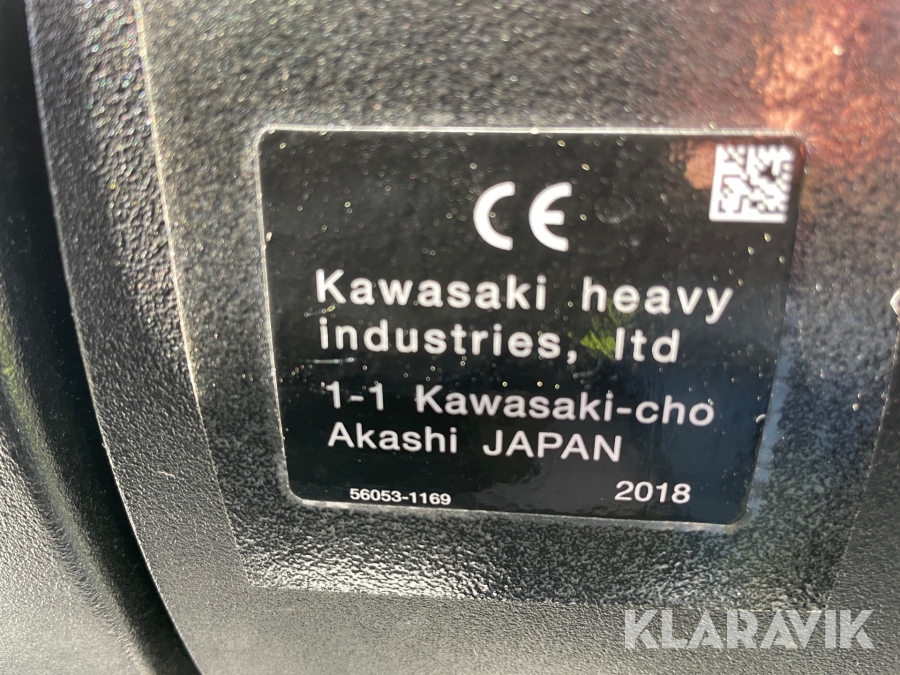 CE
Kawasaki heavy
industries, ltd
1-1 Kawasaki-cho
Akashi JAPAN
56053-1169 2018
KLARAVIK